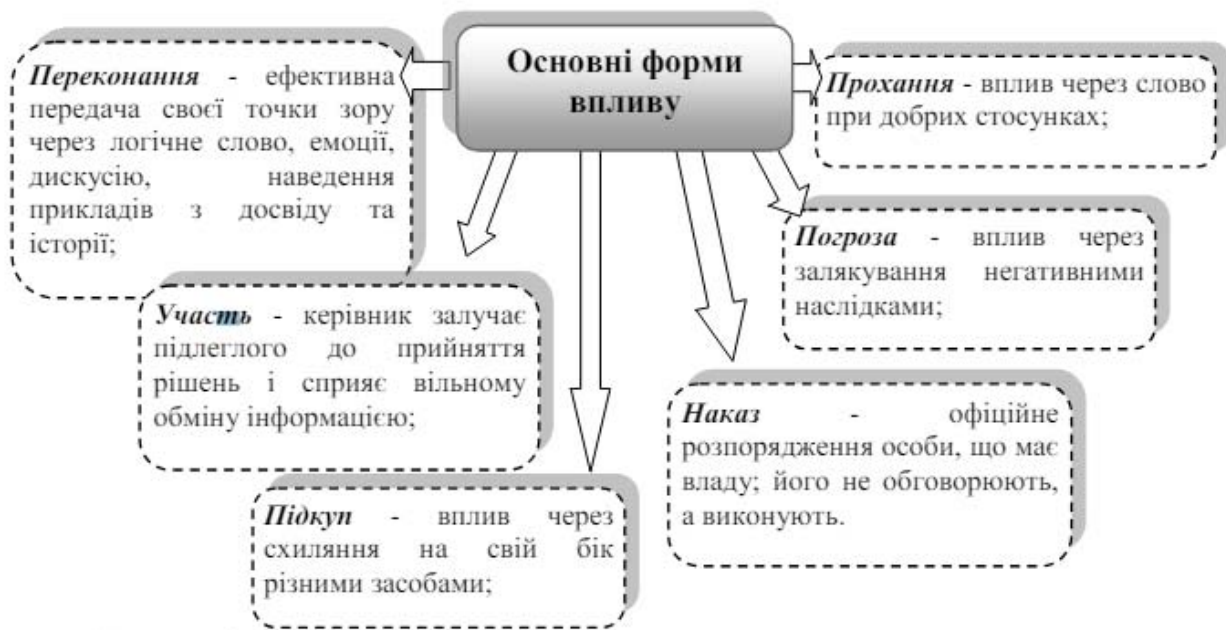 Основні форми
впливу
Переконання - ефективна
передача своєї точки зору
через логічне слово, емоції,
дискусію, наведення
прикладів з досвіду та
історії;
Прохання - вплив через слово
при добрих стосунках;
Погроза - вплив через
залякування негативними
наслідками;
Участь - керівник залучає
підлеглого до прийняття
рішень і сприяє вільному
обміну інформацією;
Наказ - офіційне
розпорядження особи, що має
владу; його не обговорюють,
а виконують.
Підкуп - вплив через
схиляння на свій бік
різними засобами;